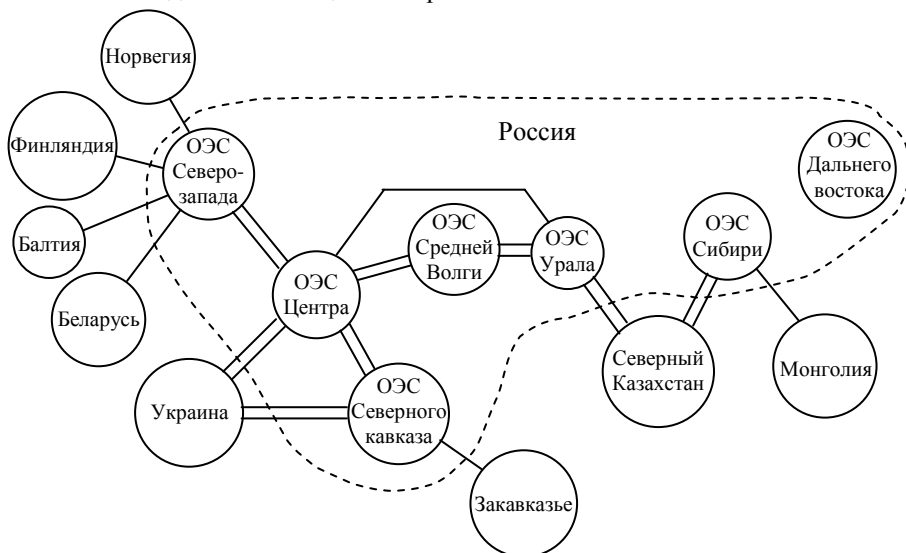 Норвегия
Россия
Финляндия
ОЭС
Северо-
запада
ОЭС
Дальнего
востока
Балтия
ОЭС
Средней
Волги
ОЭС
Урала
ОЭС
Сибири
Беларусь
ОЭС
Центра
Северный
Казахстан
Монголия
Украина
ОЭС
Северного
кавказа
Закавказье